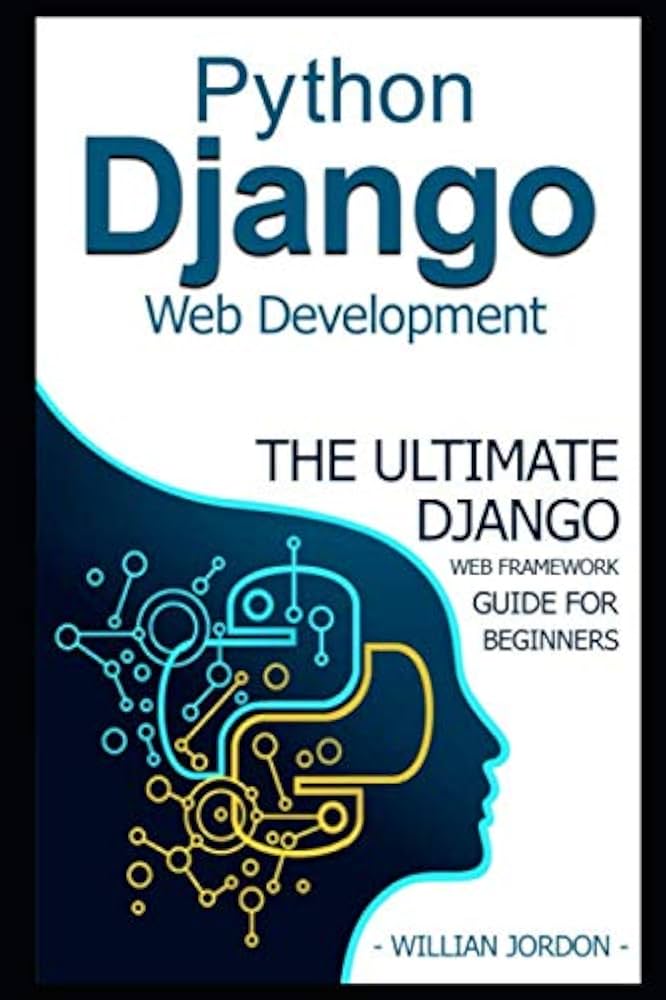 Python
Django
Web Development
THE ULTIMATE
DJANGO
WEB FRAMEWORK
GUIDE FOR
BEGINNERS
- WILLIAN JORDON -